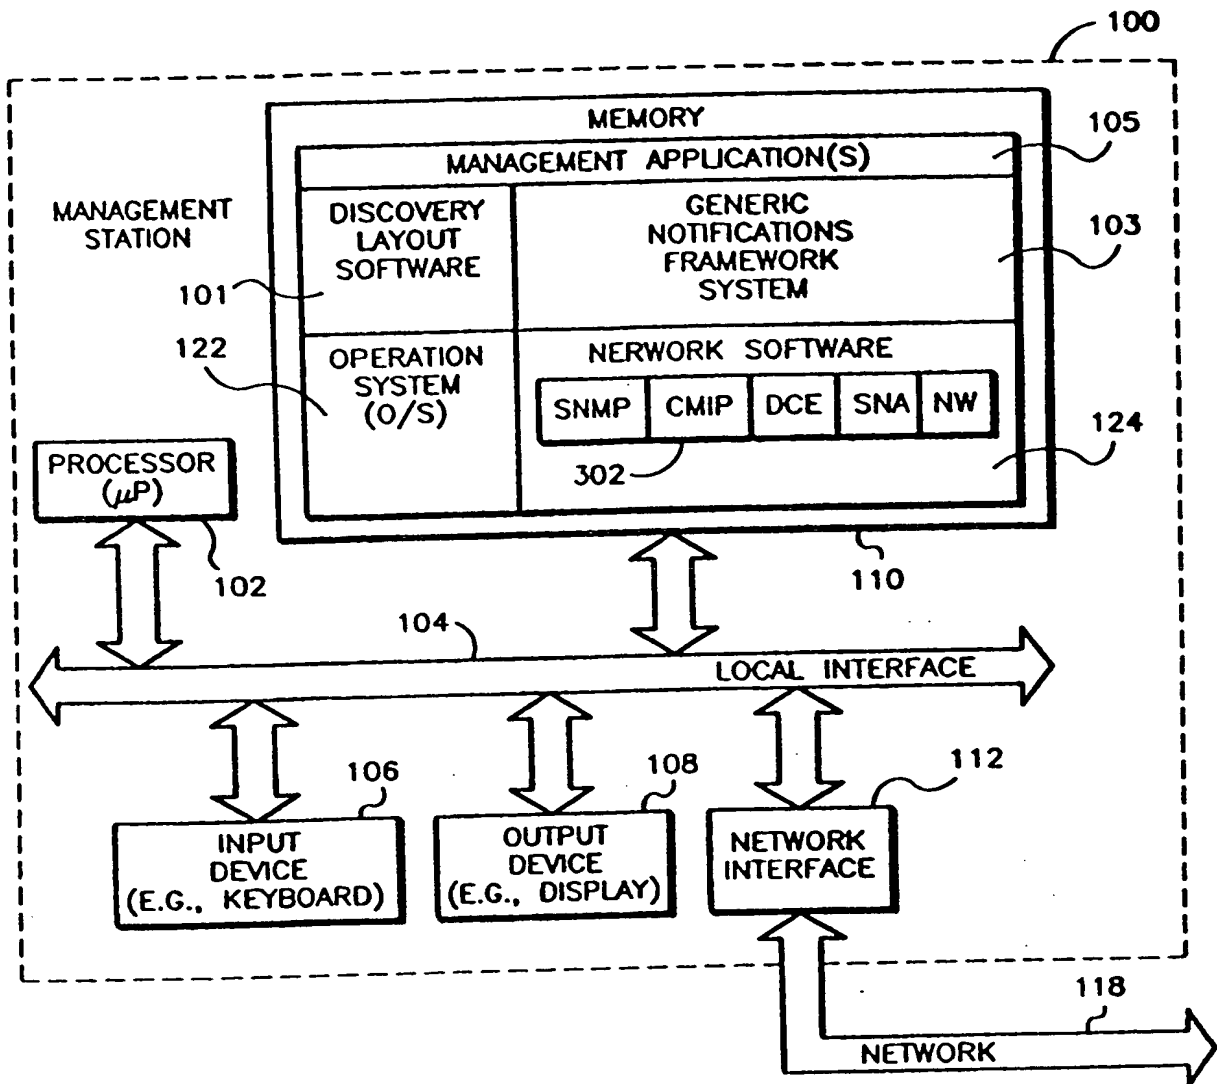 100
MEMORY
105
MANAGEMENT APPLICATION(S)
MANAGEMENT
STATION
DISCOVERY
LAYOUT
SOFTWARE
GENERIC
NOTIFICATIONS
FRAMEWORK
SYSTEM
103
101
122
OPERATION
SYSTEM
(O/S)
NERWORK SOFTWARE
SNMP CMIP DCE SNA NW
302
124
PROCESSOR
(μP)
102
110
104
LOCAL INTERFACE
106
108
112
INPUT
DEVICE
(E.G., KEYBOARD)
OUTPUT
DEVICE
(E.G., DISPLAY)
NETWORK
INTERFACE
118
NETWORK